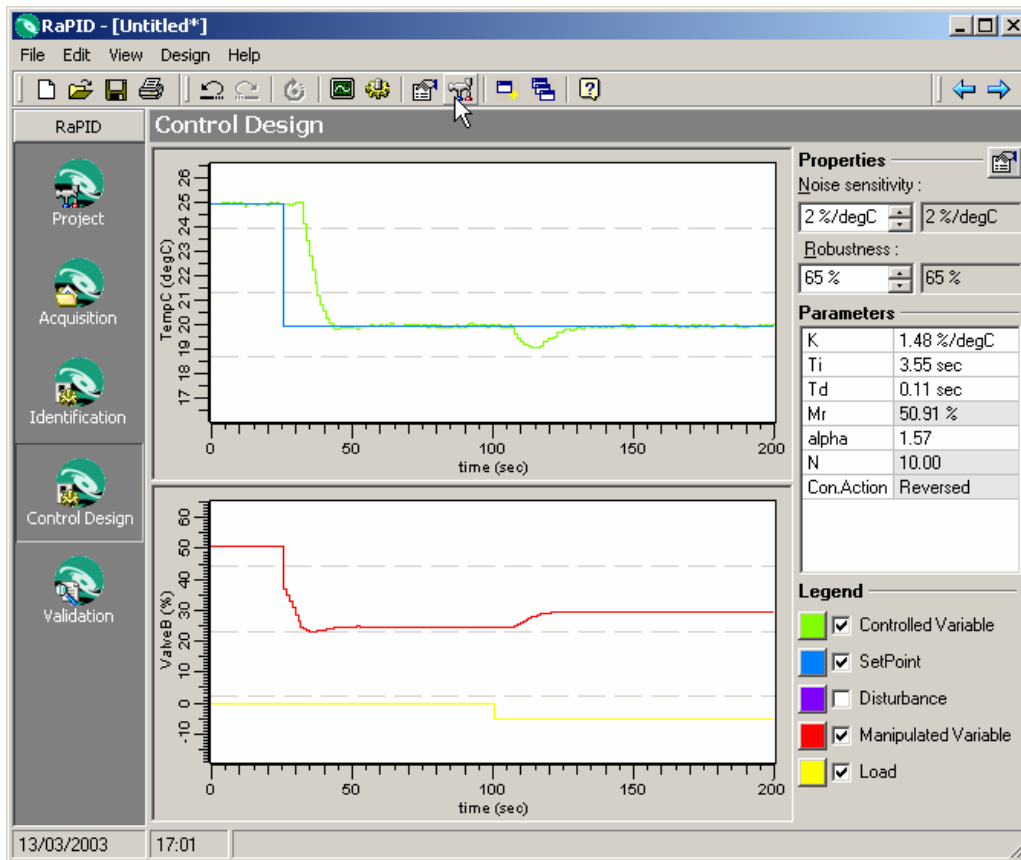 RaPID - [Untitled*]
File Edit View Design Help
RaPID
Project
Acquisition
Identification
Control Design
Validation
Control Design
TempC (degC)
26
25
24
23
22
21
20
19
18
17
0 50 100 150 200
time (sec)
ValveB (%)
60
50
40
30
20
10
0
-10
0 50 100 150 200
time (sec)
Properties
Noise sensitivity :
2 %/degC 2 %/degC
Robustness :
65 % 65 %
Parameters
K 1.48 %/degC
Ti 3.55 sec
Td 0.11 sec
Mr 50.91 %
alpha 1.57
N 10.00
Con.Action Reversed
Legend
Controlled Variable
SetPoint
Disturbance
Manipulated Variable
Load
13/03/2003 17:01